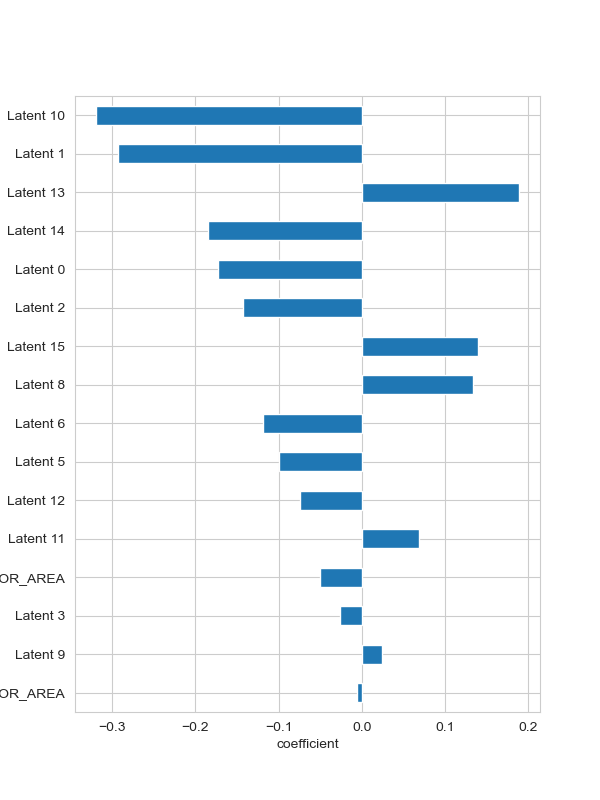 Latent 10
Latent 1
Latent 13
Latent 14
Latent 0
Latent 2
Latent 15
Latent 8
Latent 6
Latent 5
Latent 12
Latent 11
OR_AREA
Latent 3
Latent 9
OR_AREA
−0.3 −0.2 −0.1 0.0 0.1 0.2
coefficient